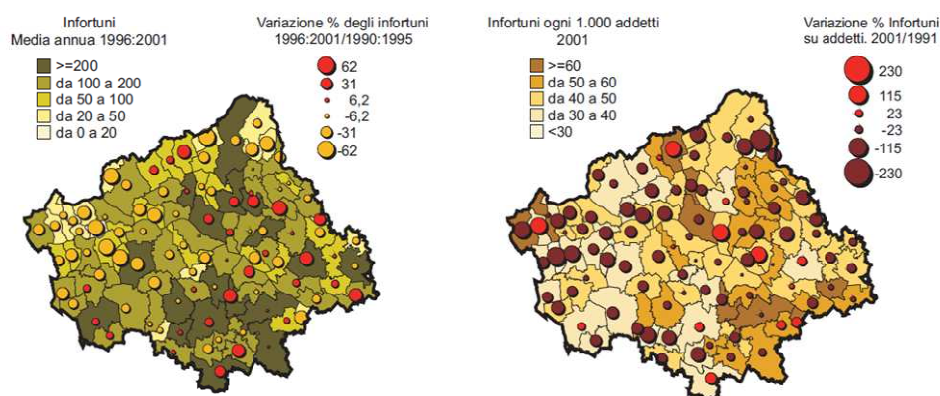 Infortuni
Media annua 1996:2001
>=200
da 100 a 200
da 50 a 100
da 20 a 50
da 0 a 20
Variazione % degli infortuni
1996:2001/1990:1995
62
31
6,2
-6,2
-31
-62
Infortuni ogni 1.000 addetti
2001
>=60
da 50 a 60
da 40 a 50
da 30 a 40
<30
Variazione % Infortuni
su addetti. 2001/1991
230
115
23
-23
-115
-230